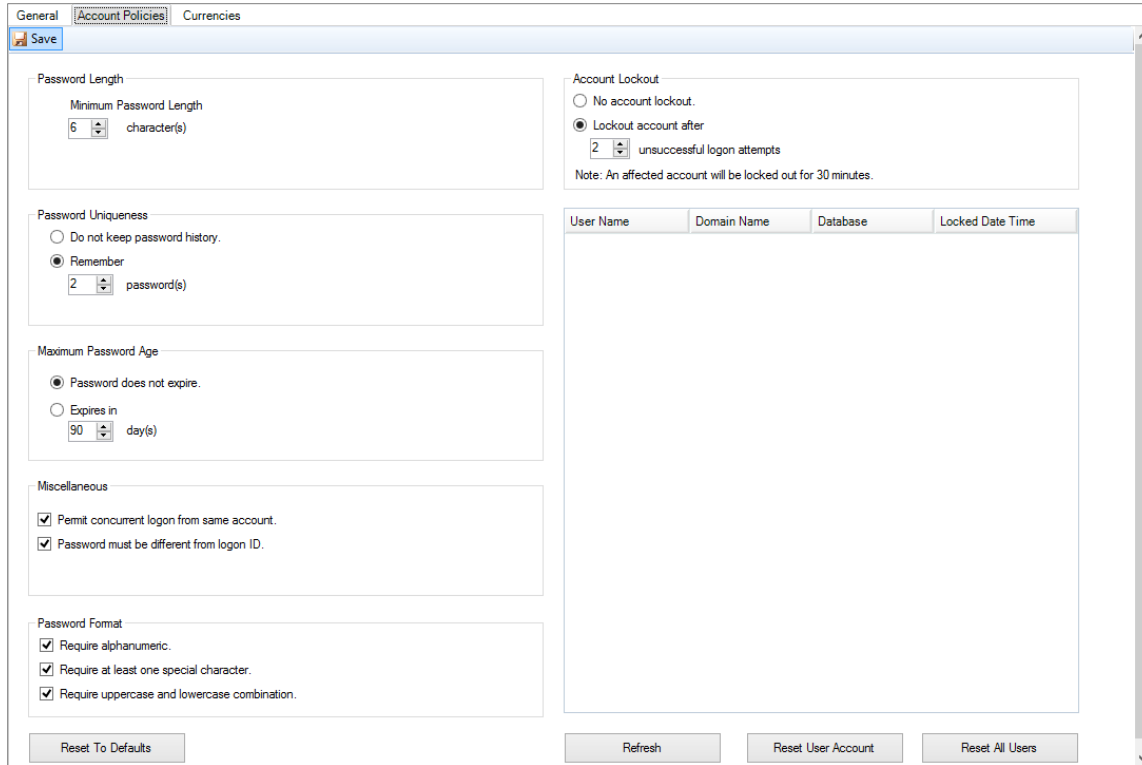 General Account Policies Currencies
Save
Password Length
Minimum Password Length
6 character(s)
Password Uniqueness
Do not keep password history.
Remember
2 password(s)
Maximum Password Age
Password does not expire.
Expires in
90 day(s)
Miscellaneous
Permit concurrent logon from same account.
Password must be different from logon ID.
Password Format
Require alphanumeric.
Require at least one special character.
Require uppercase and lowercase combination.
Reset To Defaults
Account Lockout
No account lockout.
Lockout account after
2 unsuccessful logon attempts
Note: An affected account will be locked out for 30 minutes.
User Name Domain Name Database Locked Date Time
Refresh Reset User Account Reset All Users